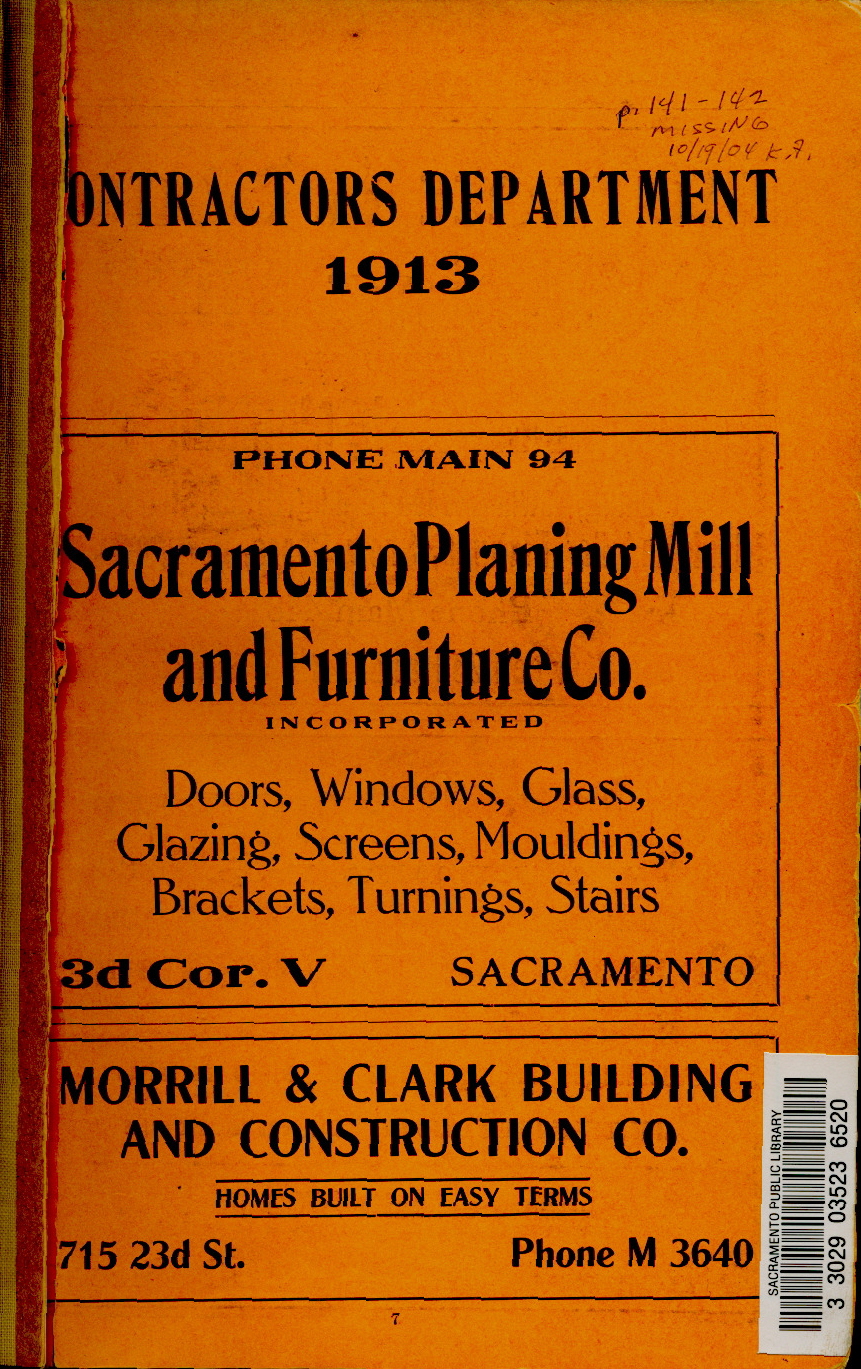 p. 141-142
MISSING
10/19/04 K.F.
ONTRACTORS DEPARTMENT
1913
PHONE MAIN 94
Sacramento Planing Mill
and Furniture Co.
INCORPORATED
Doors, Windows, Glass,
Glazing, Screens, Mouldings,
Brackets, Turnings, Stairs
3d Cor. V SACRAMENTO
MORRILL & CLARK BUILDING
AND CONSTRUCTION CO.
HOMES BUILT ON EASY TERMS
715 23d St. Phone M 3640
7
SACRAMENTO PUBLIC LIBRARY
3 3029 03523 6520